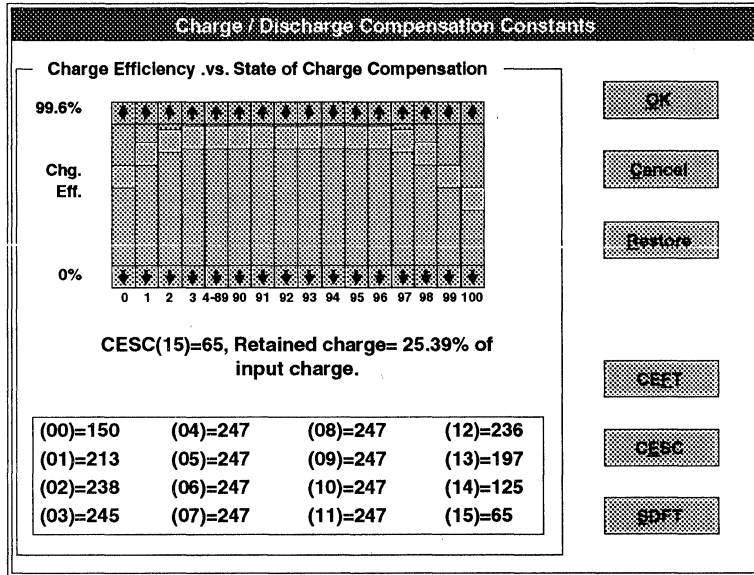 Charge / Discharge Compensation Constants
Charge Efficiency .vs. State of Charge Compensation
99.6%
Chg.
Eff.
0%
0 1 2 3 4-89 90 91 92 93 94 95 96 97 98 99 100
CESC(15)=65, Retained charge= 25.39% of
input charge.
(00)=150 (04)=247 (08)=247 (12)=236
(01)=213 (05)=247 (09)=247 (13)=197
(02)=238 (06)=247 (10)=247 (14)=125
(03)=245 (07)=247 (11)=247 (15)=65
OK
Cancel
Restore
CEFT
CESC
SDFT